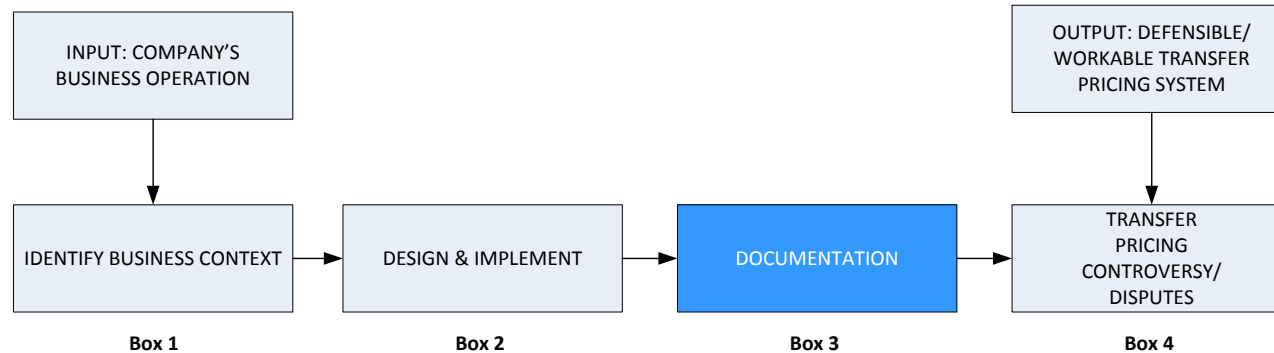 INPUT: COMPANY'S
BUSINESS OPERATION
OUTPUT: DEFENSIBLE/
WORKABLE TRANSFER
PRICING SYSTEM
IDENTIFY BUSINESS CONTEXT
DESIGN & IMPLEMENT
DOCUMENTATION
TRANSFER
PRICING
CONTROVERSY/
DISPUTES
Box 1
Box 2
Box 3
Box 4